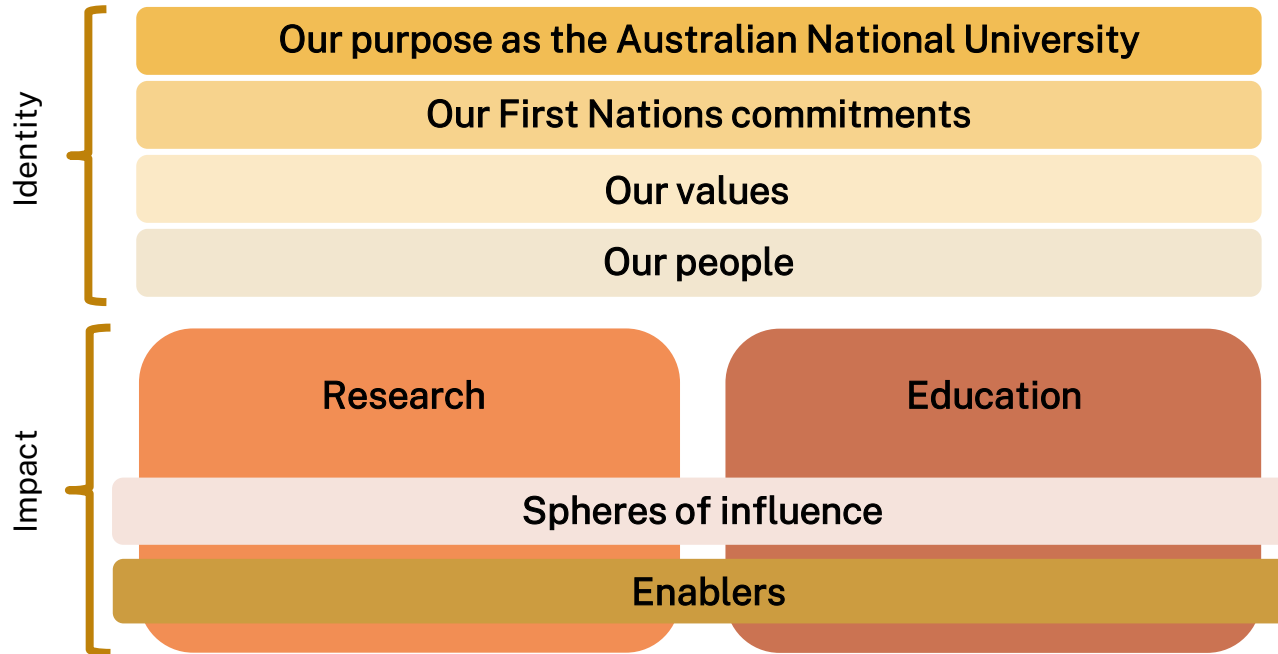 Identity
Our purpose as the Australian National University
Our First Nations commitments
Our values
Our people
Impact
Research
Education
Spheres of influence
Enablers